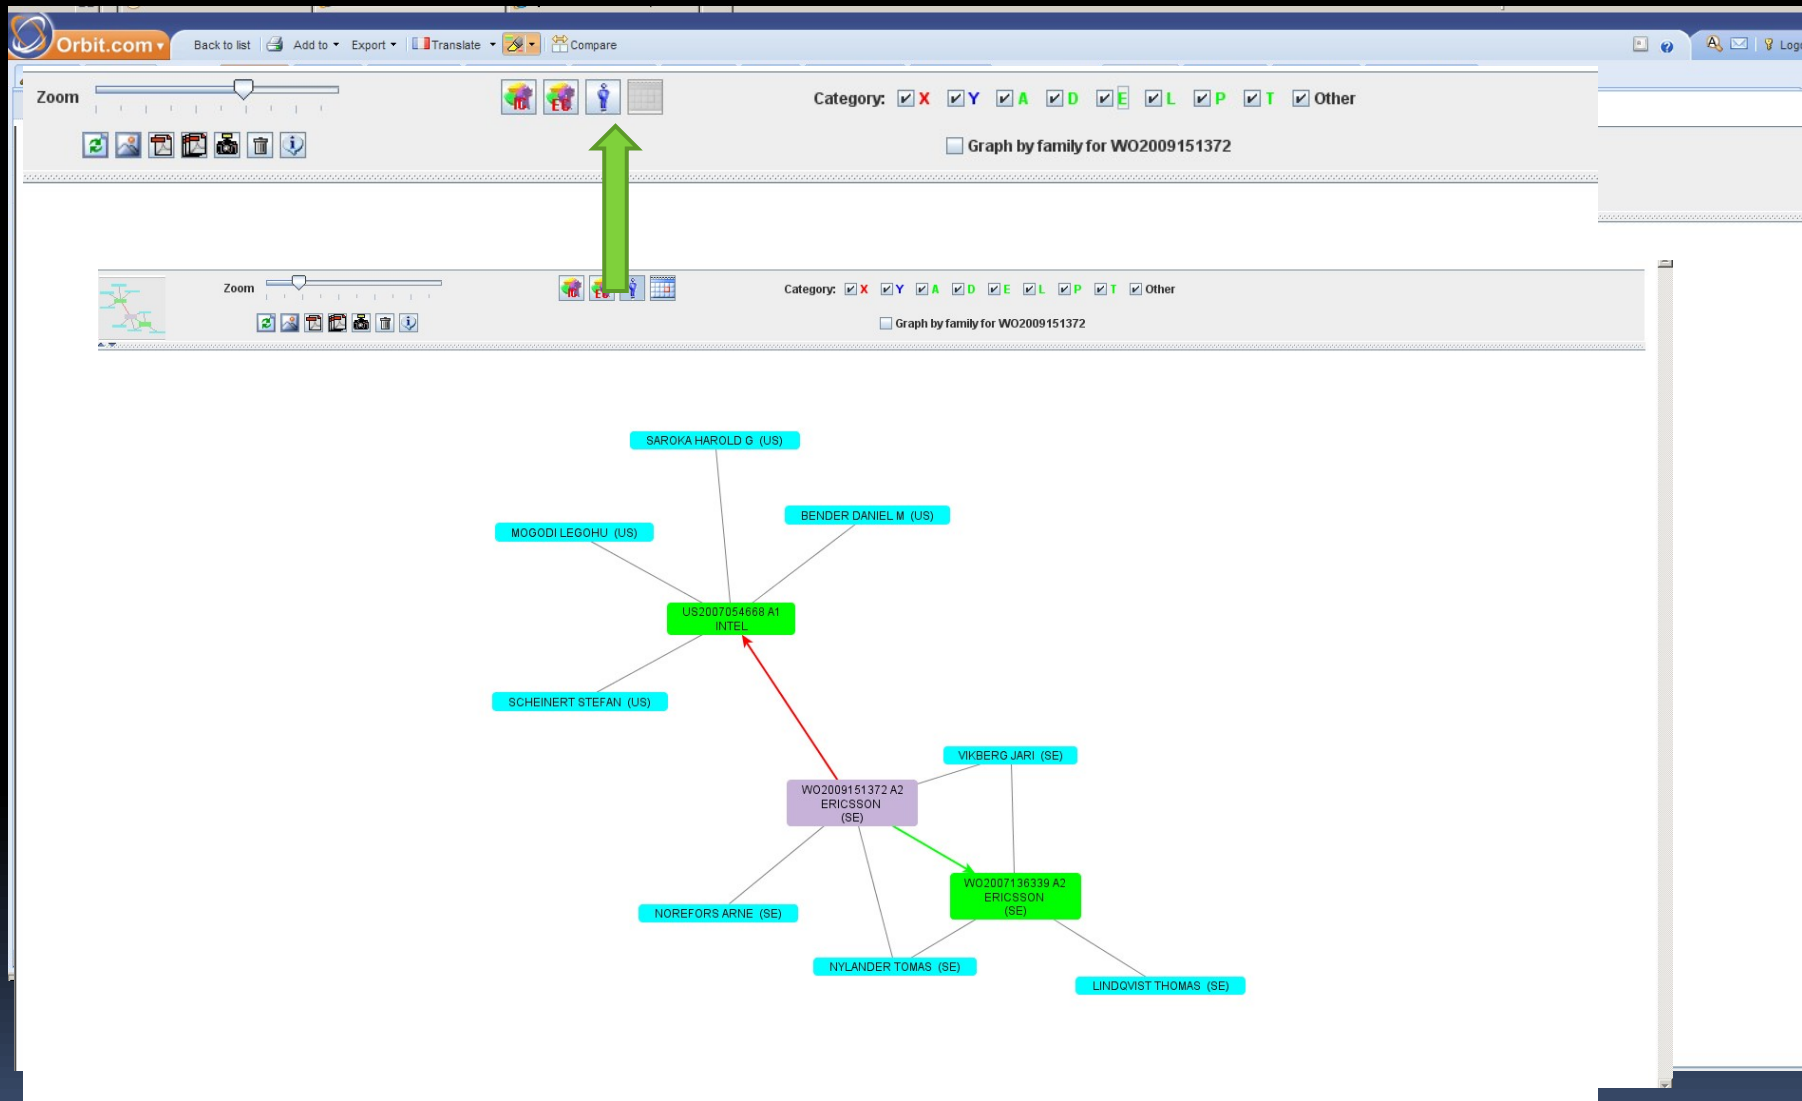 Orbit.com
Back to list Add to Export Translate Compare
Logo
Zoom
Category: X Y A D E L P T Other
Graph by family for WO2009151372
Zoom
Category: X Y A D E L P T Other
Graph by family for WO2009151372
SAROKA HAROLD G (US)
BENDER DANIEL M (US)
MOGODI LEGOHU (US)
US2007054668 A1
INTEL
SCHEINERT STEFAN (US)
VIKBERG JARI (SE)
WO2009151372 A2
ERICSSON
(SE)
WO2007136339 A2
ERICSSON
(SE)
NOREFORS ARNE (SE)
NYLANDER TOMAS (SE)
LINDQVIST THOMAS (SE)